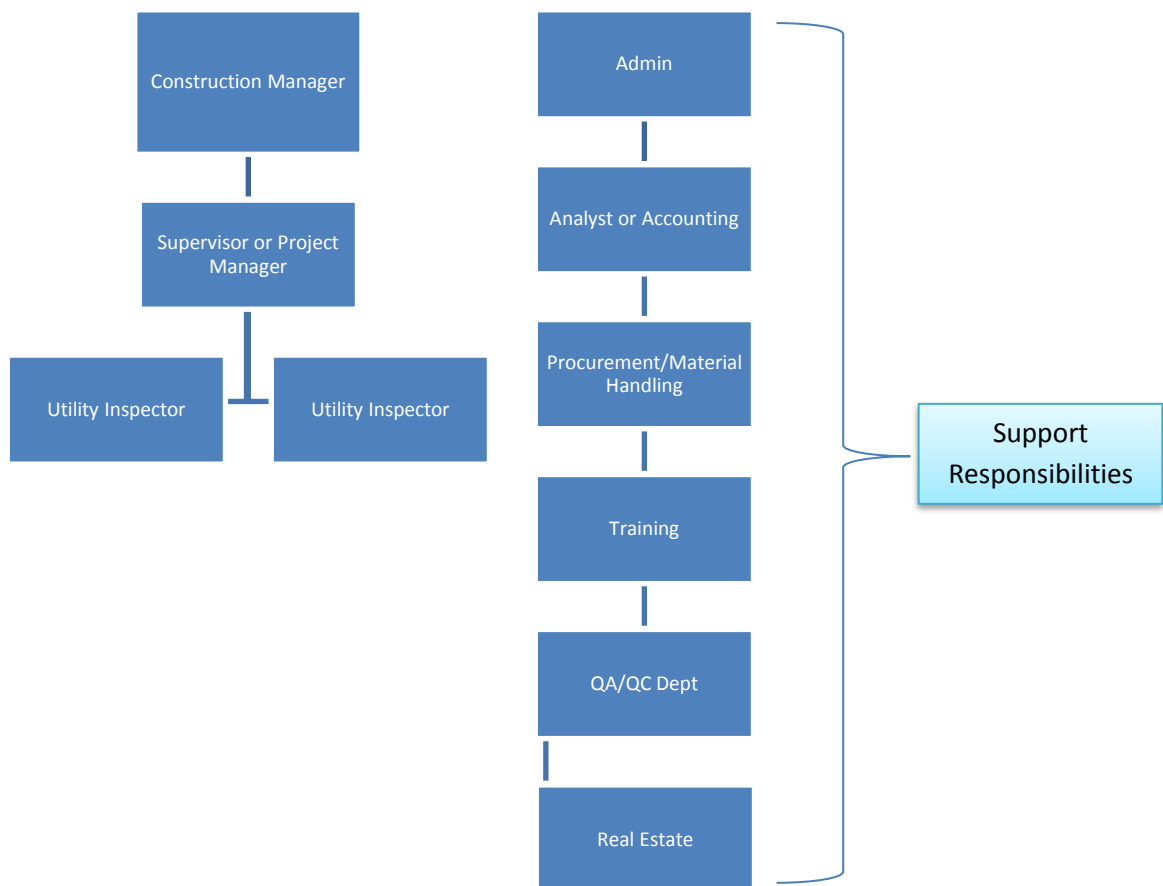 Construction Manager
Supervisor or Project
Manager
Utility Inspector
Utility Inspector
Admin
Analyst or Accounting
Procurement/Material
Handling
Training
QA/QC Dept
Real Estate
Support
Responsibilities